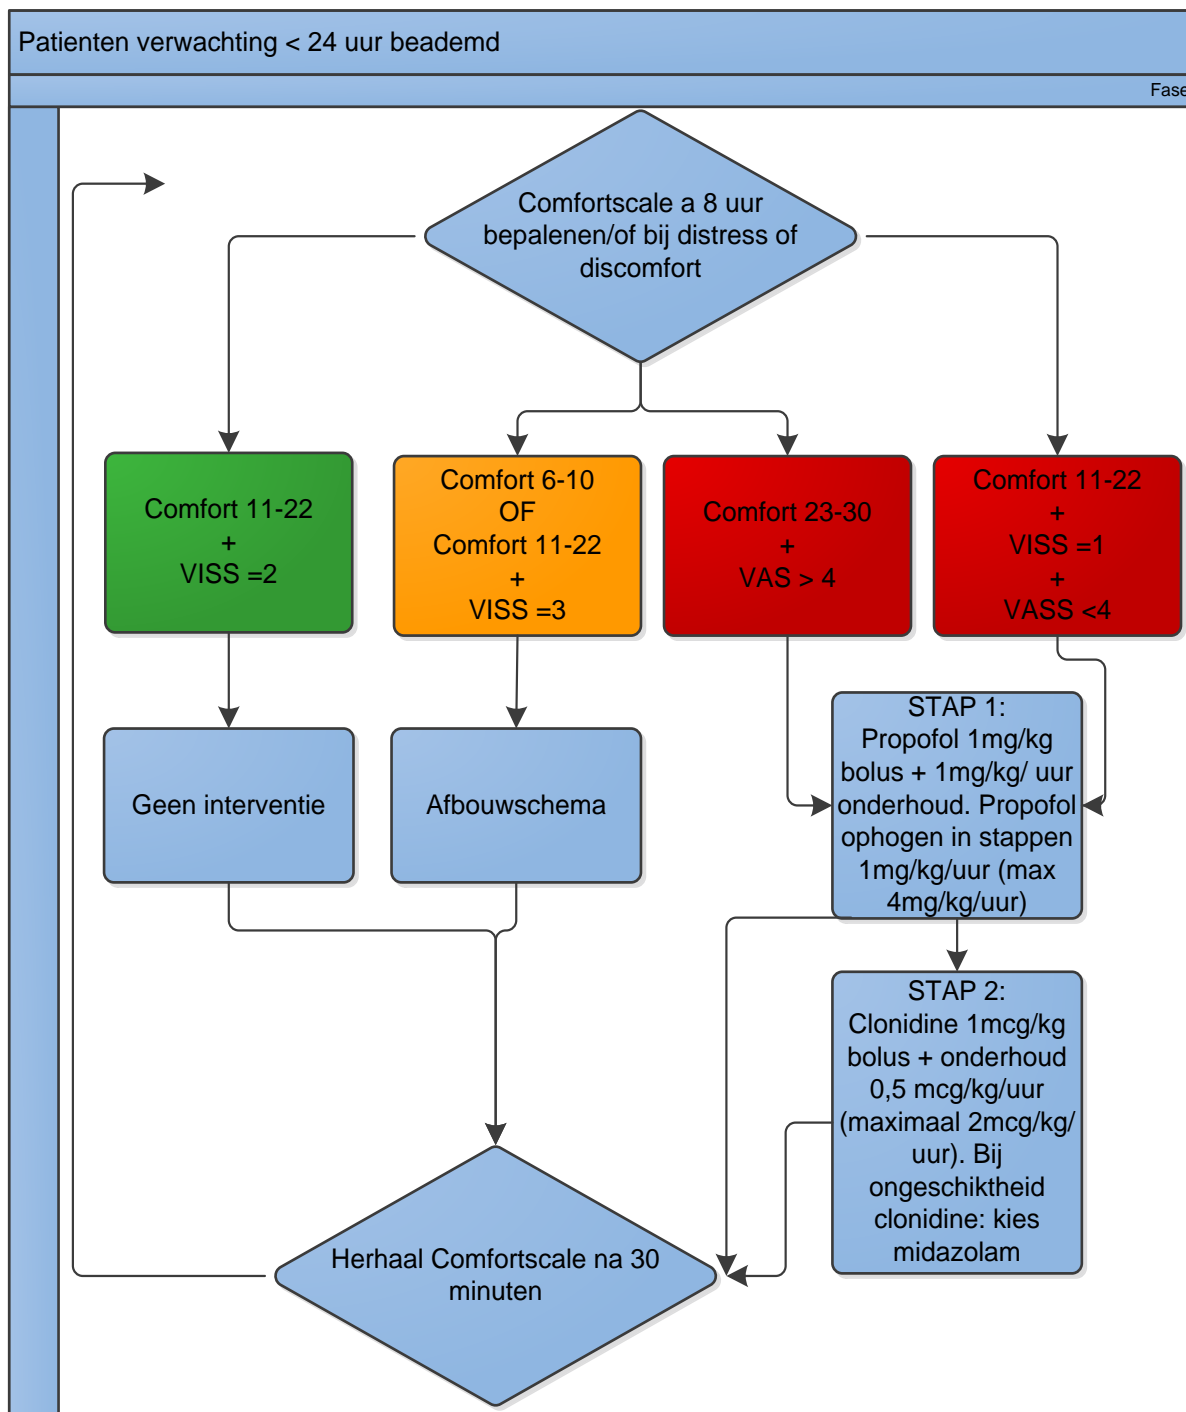 Patienten verwachting < 24 uur beademd
Fase
Comfortscale a 8 uur
bepalenen/of bij distress of
discomfort
Comfort 11-22
+
VISS =2
Comfort 6-10
OF
Comfort 11-22
+
VISS =3
Comfort 23-30
+
VAS > 4
Comfort 11-22
+
VISS =1
+
VASS <4
Geen interventie
Afbouwschema
STAP 1:
Propofol 1mg/kg
bolus + 1mg/kg/ uur
onderhoud. Propofol
ophogen in stappen
1mg/kg/uur (max
4mg/kg/uur)
STAP 2:
Clonidine 1mcg/kg
bolus + onderhoud
0,5 mcg/kg/uur
(maximaal 2mcg/kg/
uur). Bij
ongeschiktheid
clonidine: kies
midazolam
Herhaal Comfortscale na 30
minuten